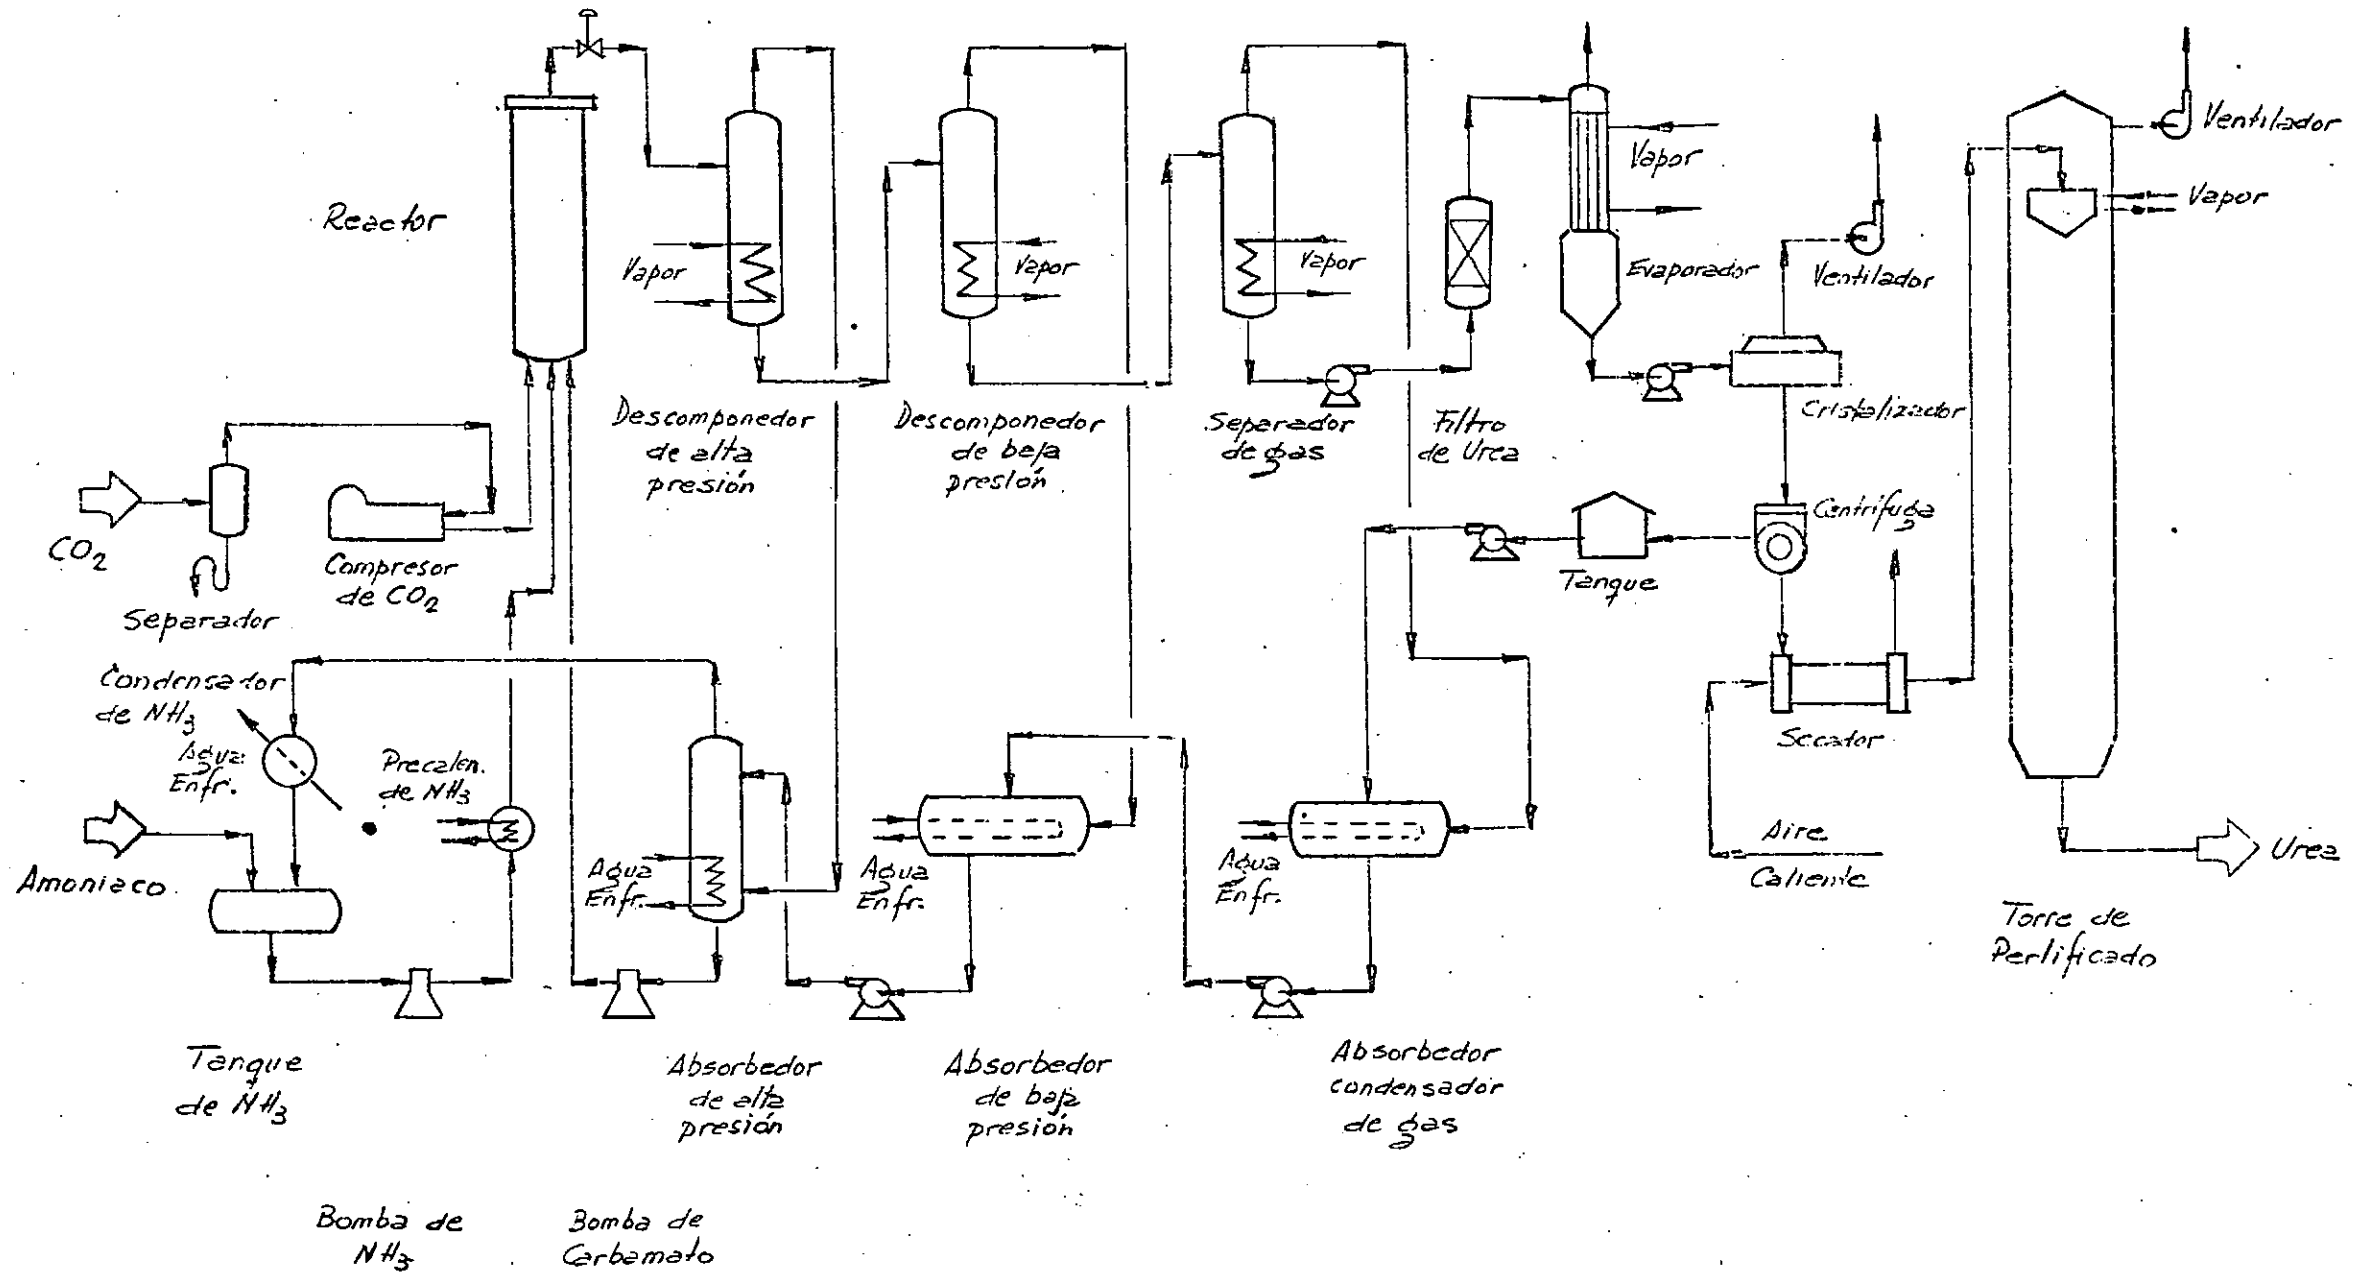 Ventilador
Vapor
Reactor
Vapor
Vapor
Vapor
Vapor
Evaporador
Ventilador
Descomponedor
de alta
presión
Descomponedor
de baja
presión
Separador
de gas
Filtro
de Urea
Cristalizador
CO2
Separador
Compresor
de CO2
Centrífuga
Tanque
Condensador
de NH3
Agua
Enfr.
Precalen.
de NH3
Secador
Amoniaco
Agua
Enfr.
Agua
Enfr.
Agua
Enfr.
Aire
Caliente
Urea
Torre de
Perlificado
Tanque
de NH3
Absorbedor
de alta
presión
Absorbedor
de baja
presión
Absorbedor
condensador
de gas
Bomba de
NH3
Bomba de
Carbamato